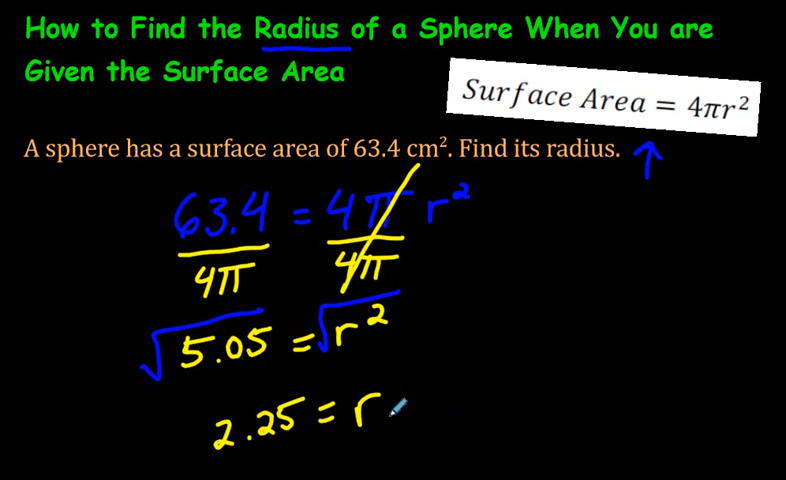 How to Find the Radius of a Sphere When You are
Given the Surface Area
Surface Area = 4πr²
A sphere has a surface area of 63.4 cm². Find its radius.
63.4 = 4π r²
4π 4π
√5.05 = √r²
2.25 = r